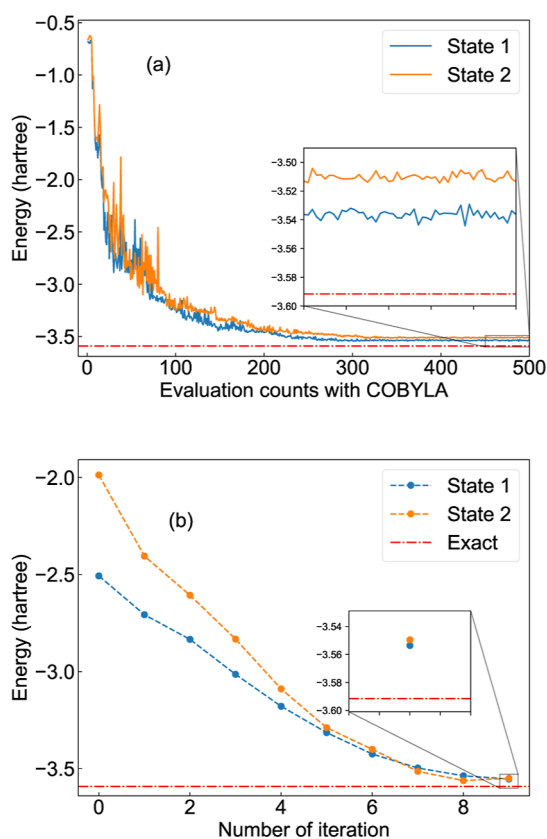 −0.5
−1.0
−1.5
−2.0
−2.5
−3.0
−3.5
Energy (hartree)
(a)
State 1
State 2
−3.50
−3.52
−3.54
−3.56
−3.58
−3.60
0
100
200
300
400
500
Evaluation counts with COBYLA
−2.0
−2.5
−3.0
−3.5
Energy (hartree)
(b)
State 1
State 2
Exact
−3.54
−3.56
−3.58
−3.60
0
2
4
6
8
Number of iteration